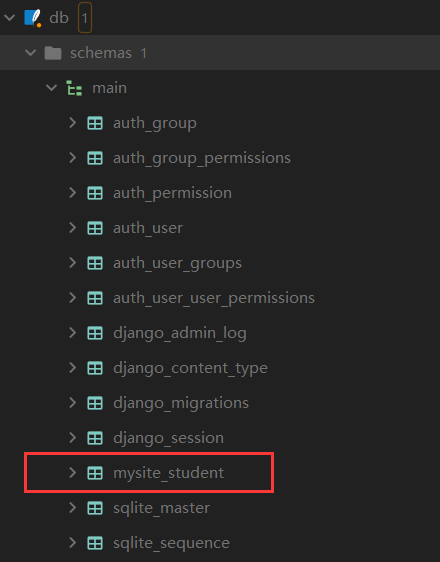 db 1
schemas 1
main
auth_group
auth_group_permissions
auth_permission
auth_user
auth_user_groups
auth_user_user_permissions
django_admin_log
django_content_type
django_migrations
django_session
mysite_student
sqlite_master
sqlite_sequence